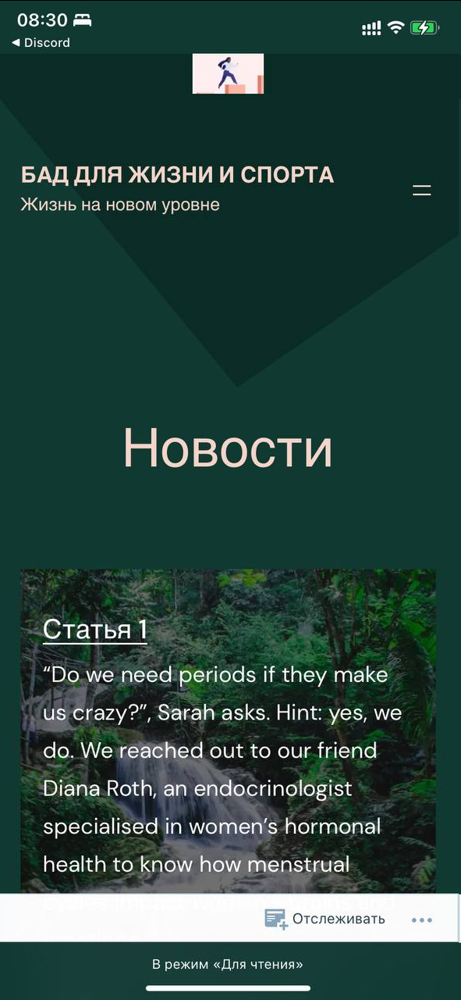 08:30
◀ Discord
БАД ДЛЯ ЖИЗНИ И СПОРТА
Жизнь на новом уровне
Новости
Статья 1
“Do we need periods if they make
us crazy?”, Sarah asks. Hint: yes, we
do. We reached out to our friend
Diana Roth, an endocrinologist
specialised in women’s hormonal
health to know how menstrual
Отслеживать
В режим «Для чтения»